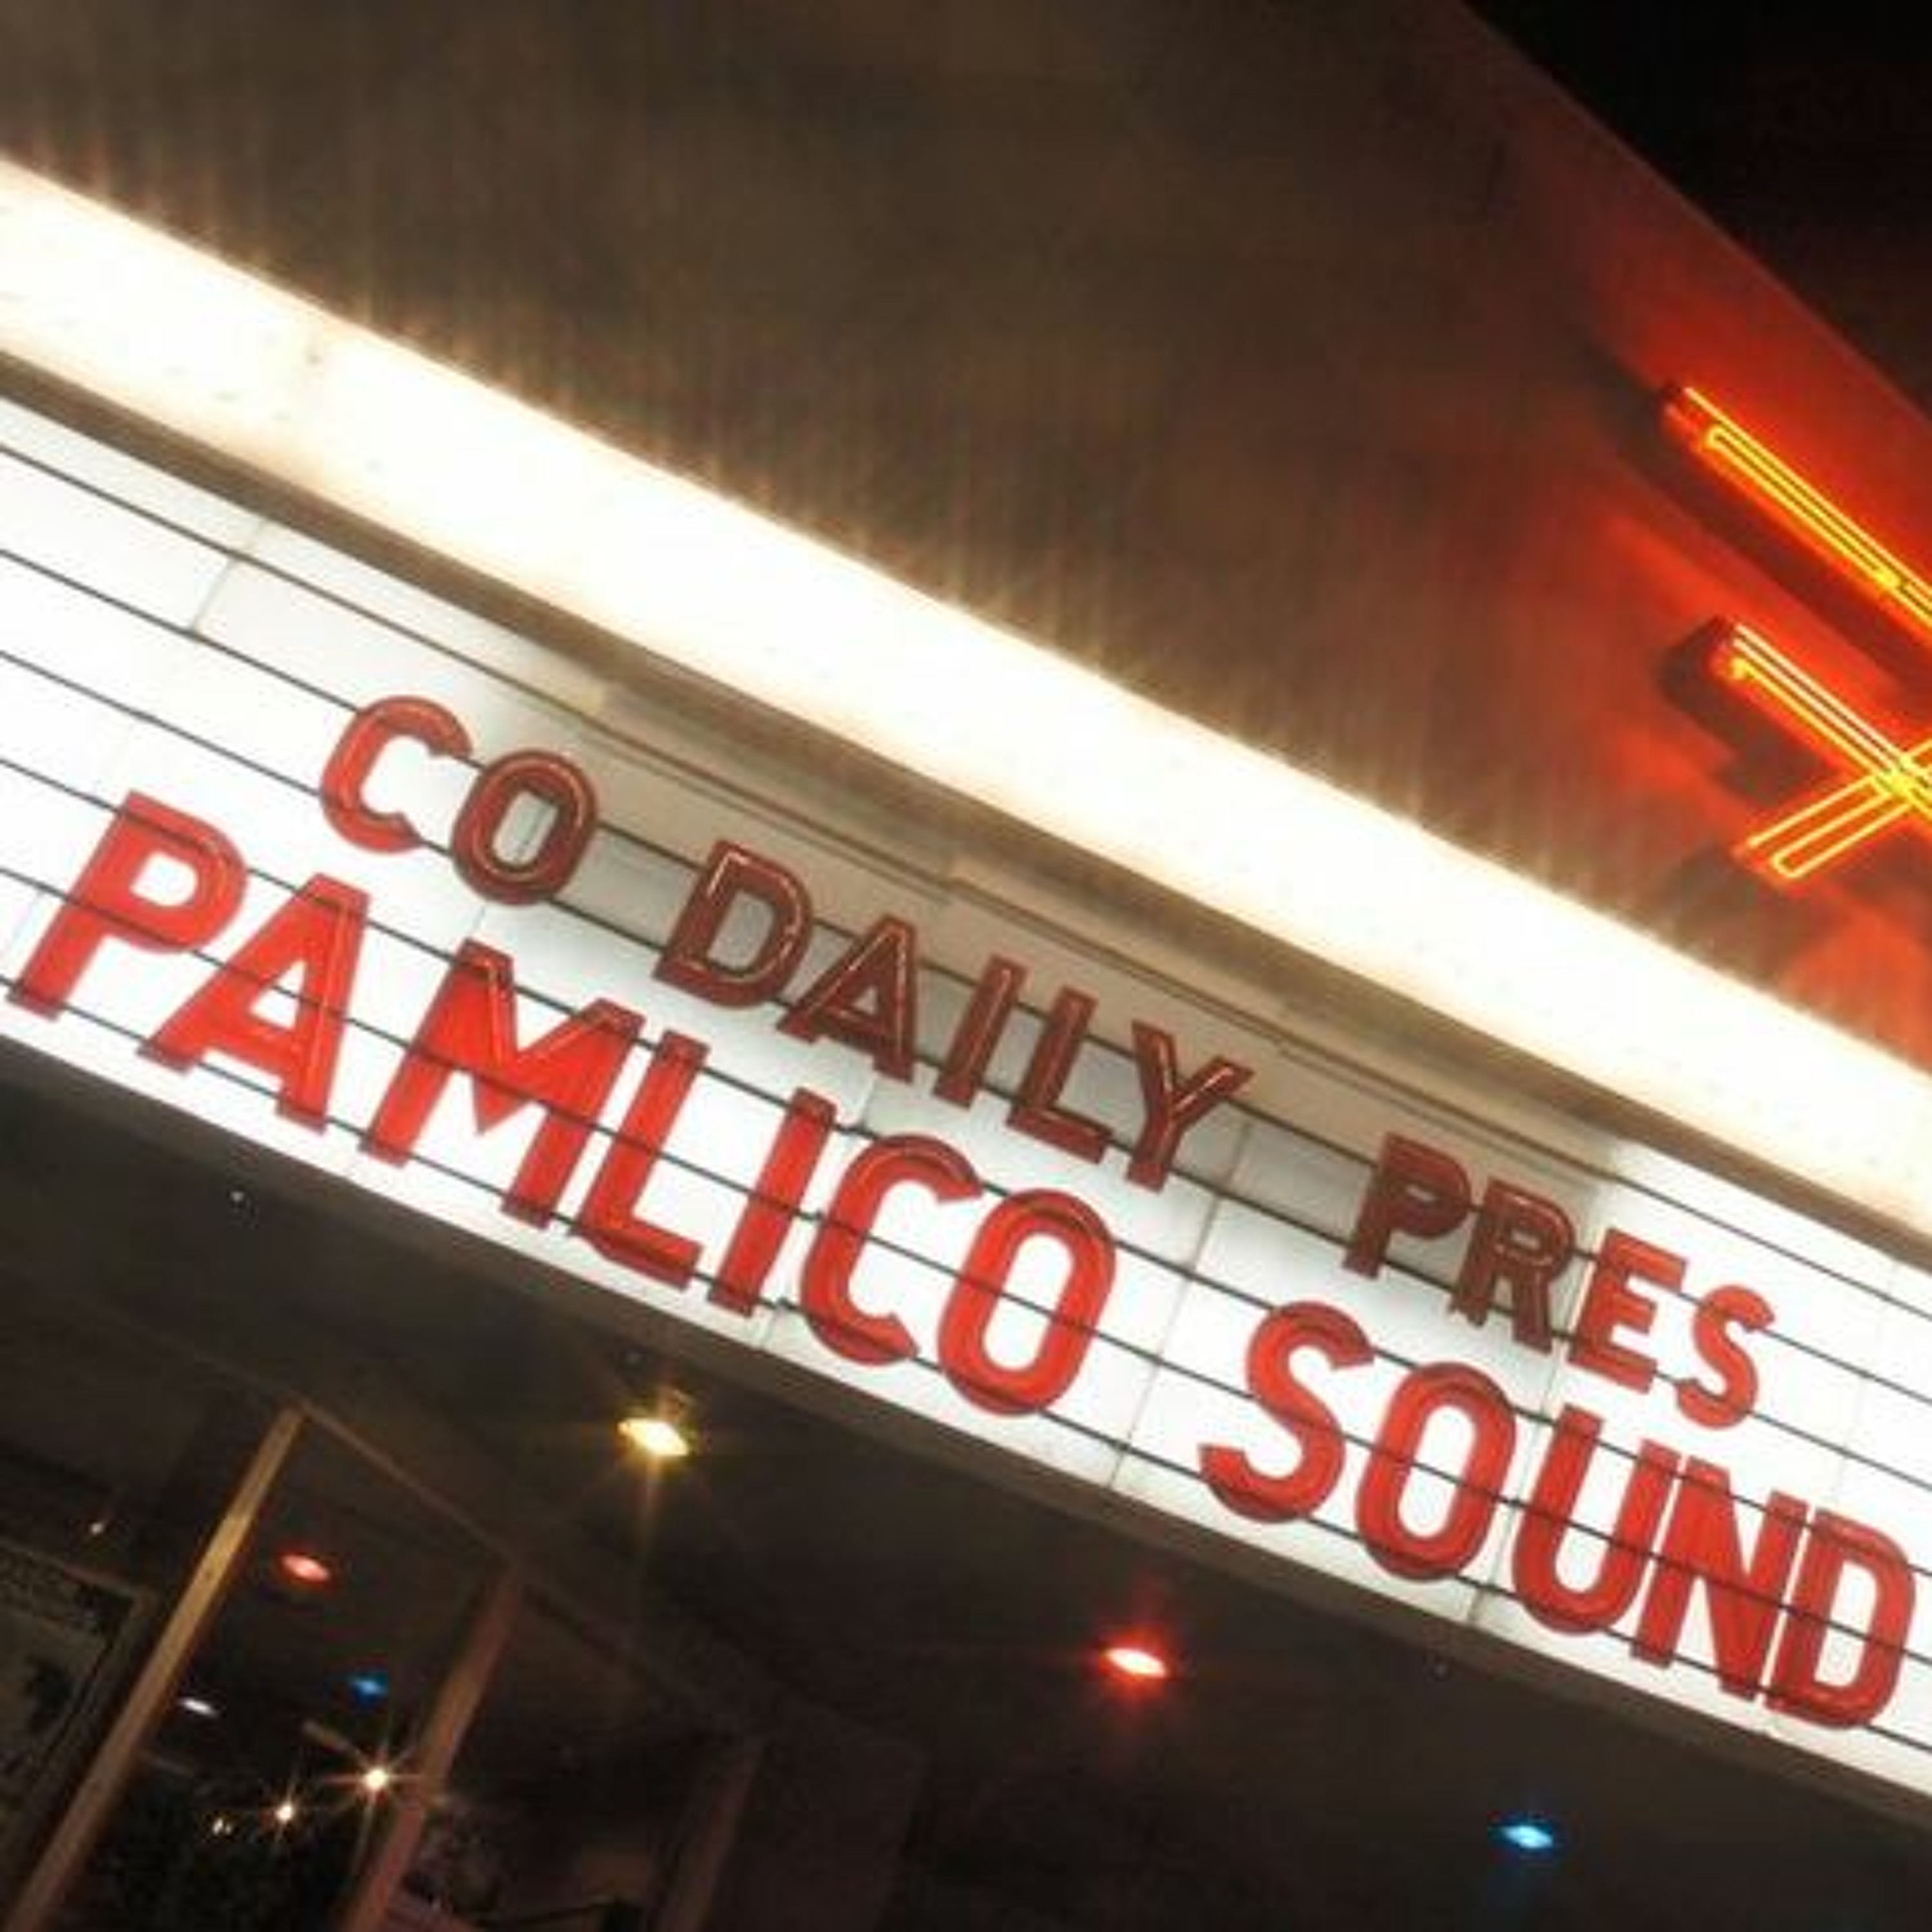 CO DAILY PRES
PAMLICO SOUND